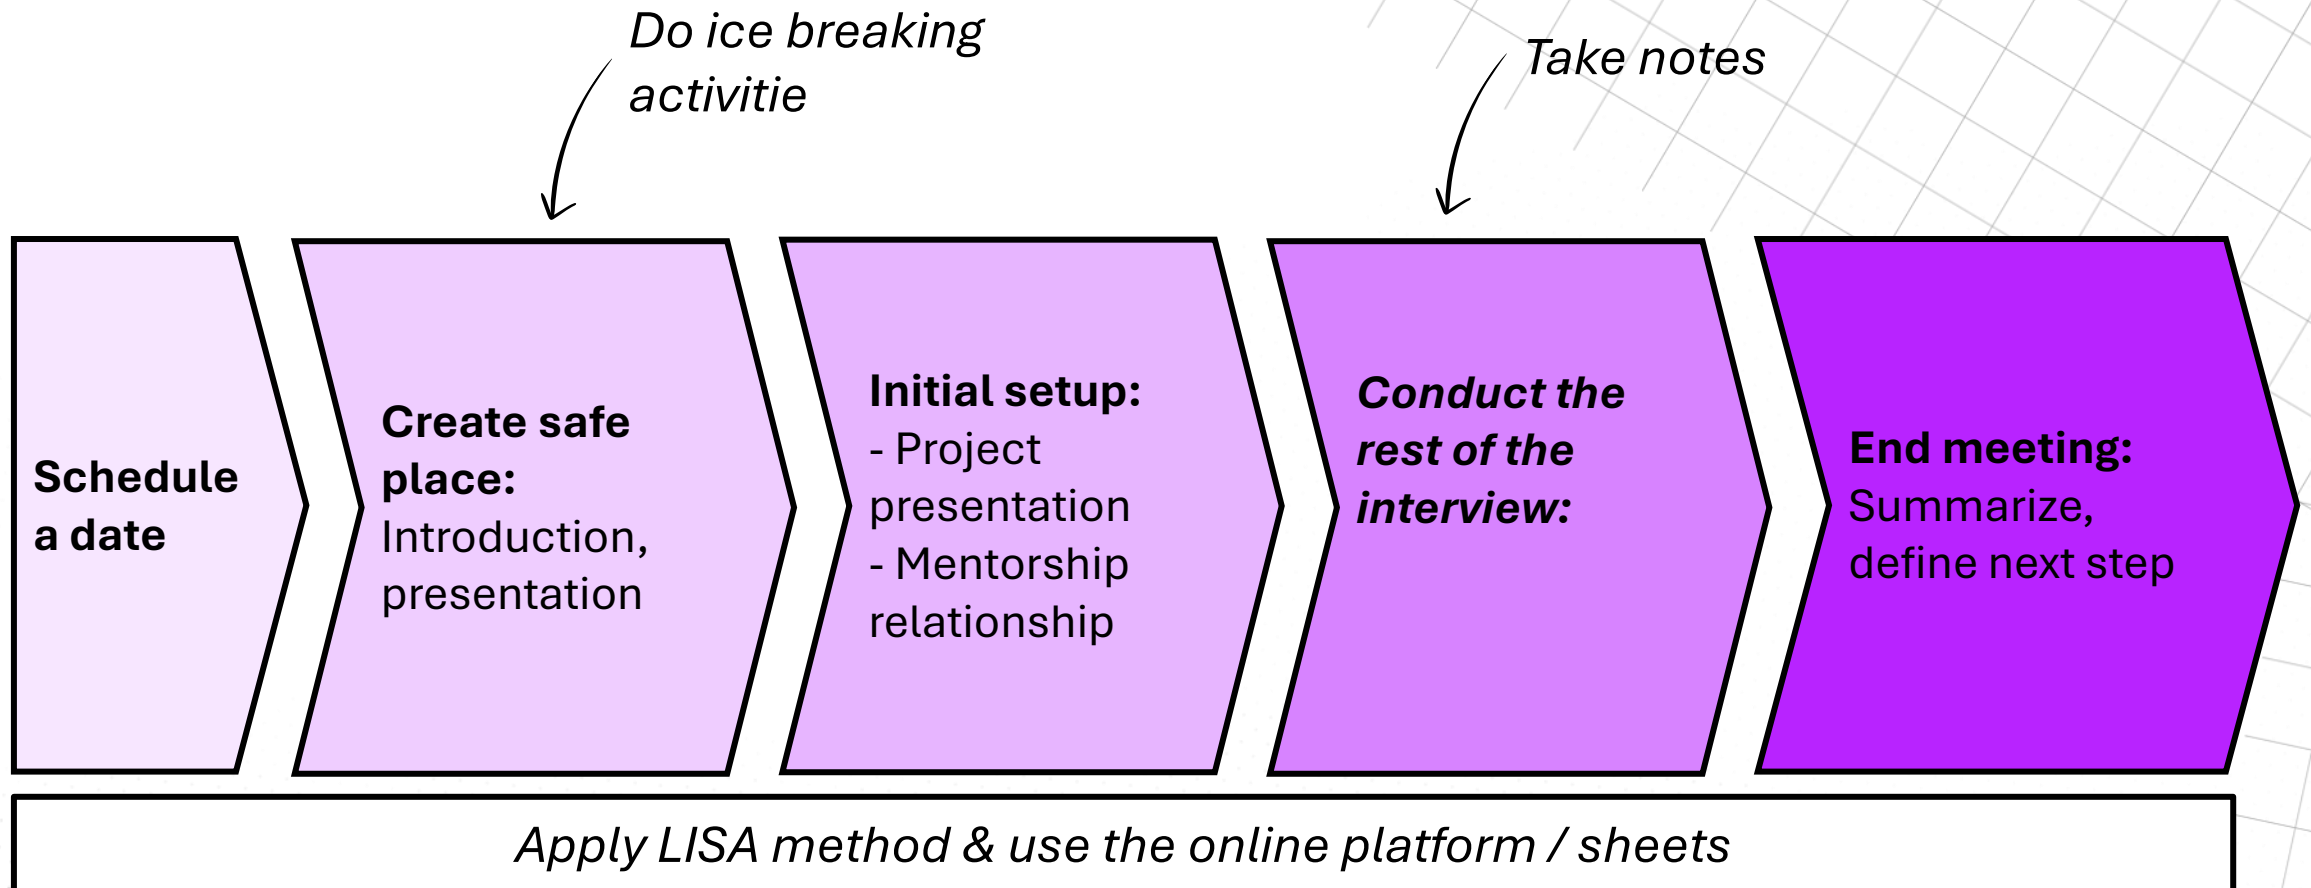 Do ice breaking
activitie
Take notes
Schedule
a date
Create safe
place:
Introduction,
presentation
Initial setup:
- Project
presentation
- Mentorship
relationship
Conduct the
rest of the
interview:
End meeting:
Summarize,
define next step
Apply LISA method & use the online platform / sheets